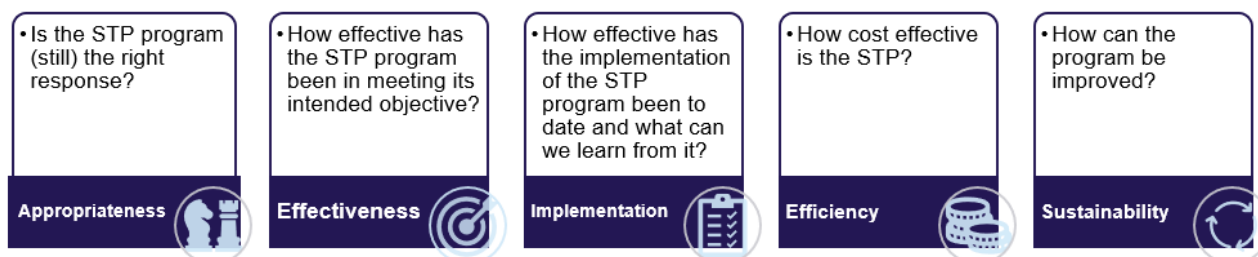 • Is the STP program
(still) the right
response?
Appropriateness
• How effective has
the STP program
been in meeting its
intended objective?
Effectiveness
• How effective has
the implementation
of the STP
program been to
date and what can
we learn from it?
Implementation
• How cost effective
is the STP?
Efficiency
• How can the
program be
improved?
Sustainability